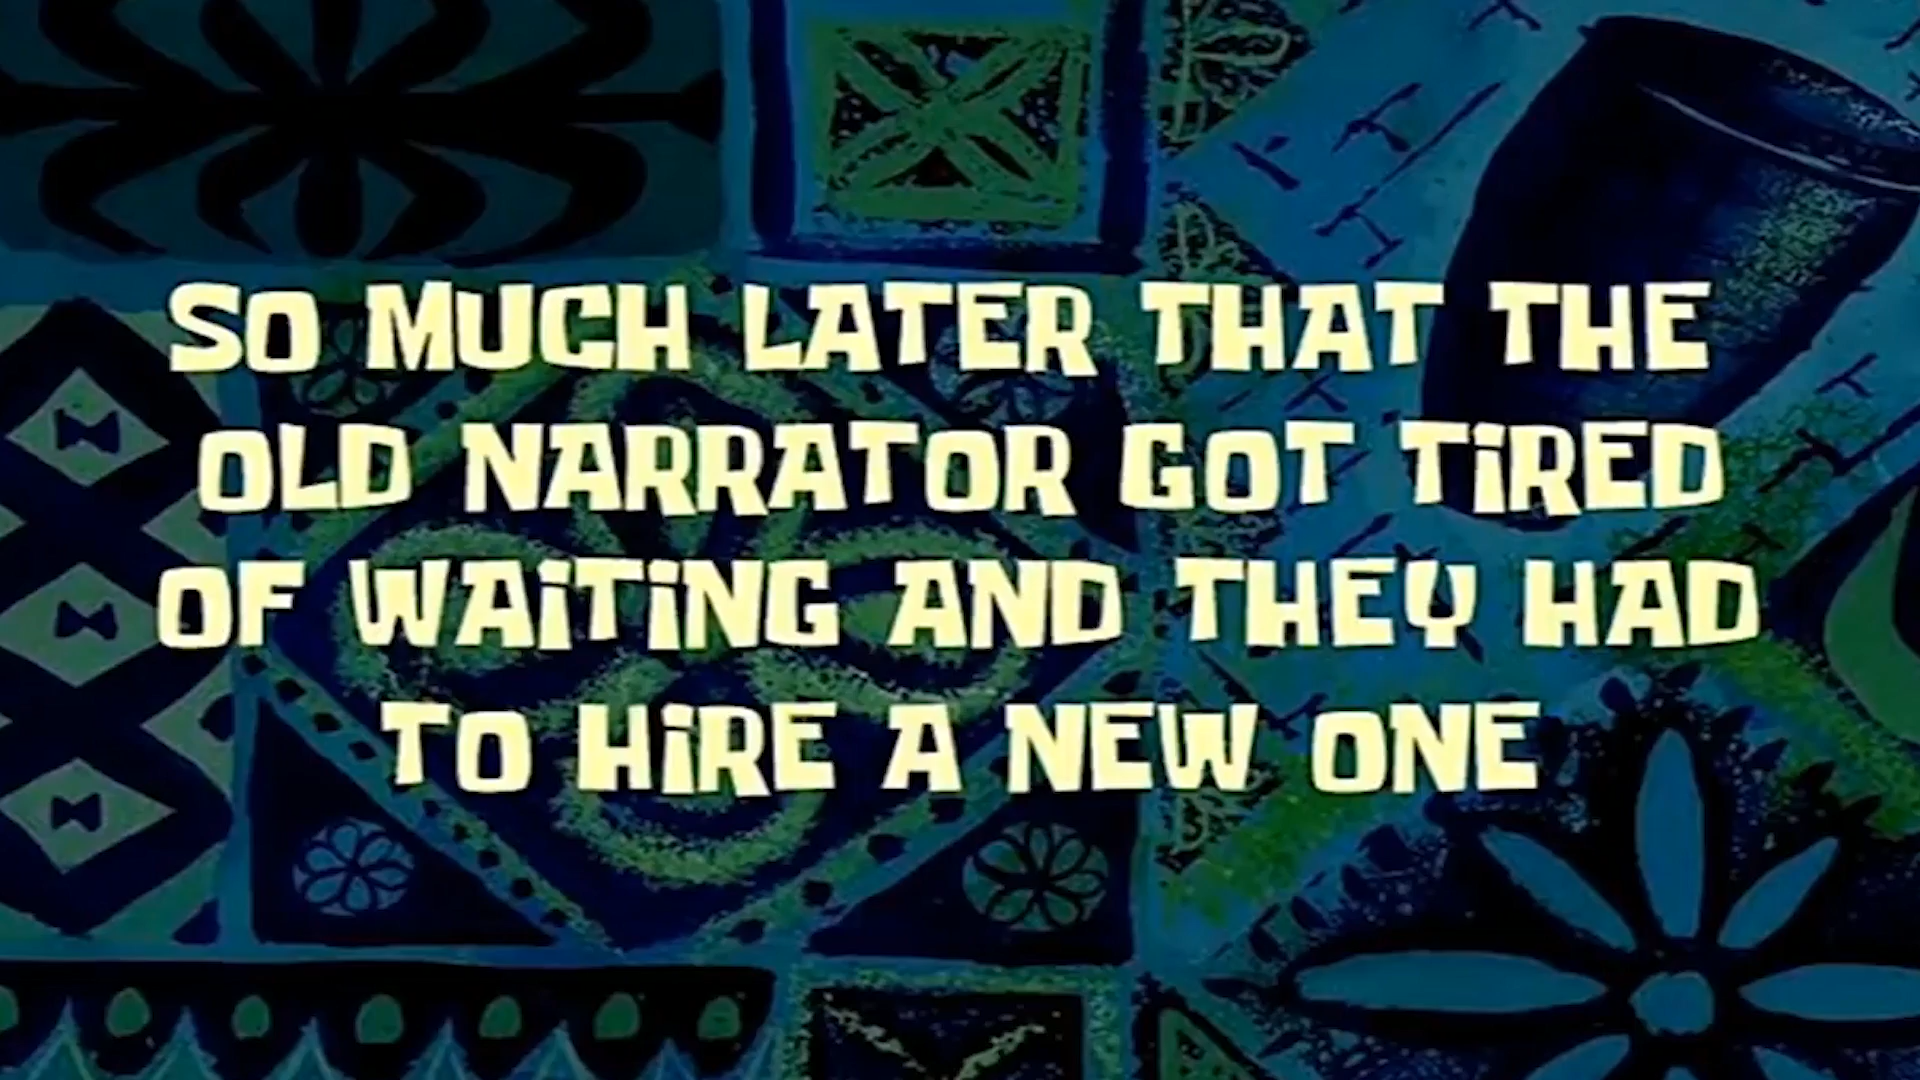 SO MUCH LATER THAT THE
OLD NARRATOR GOT TiRED
OF WAiTiNG AND THEY HAD
TO HiRE A NEW ONE